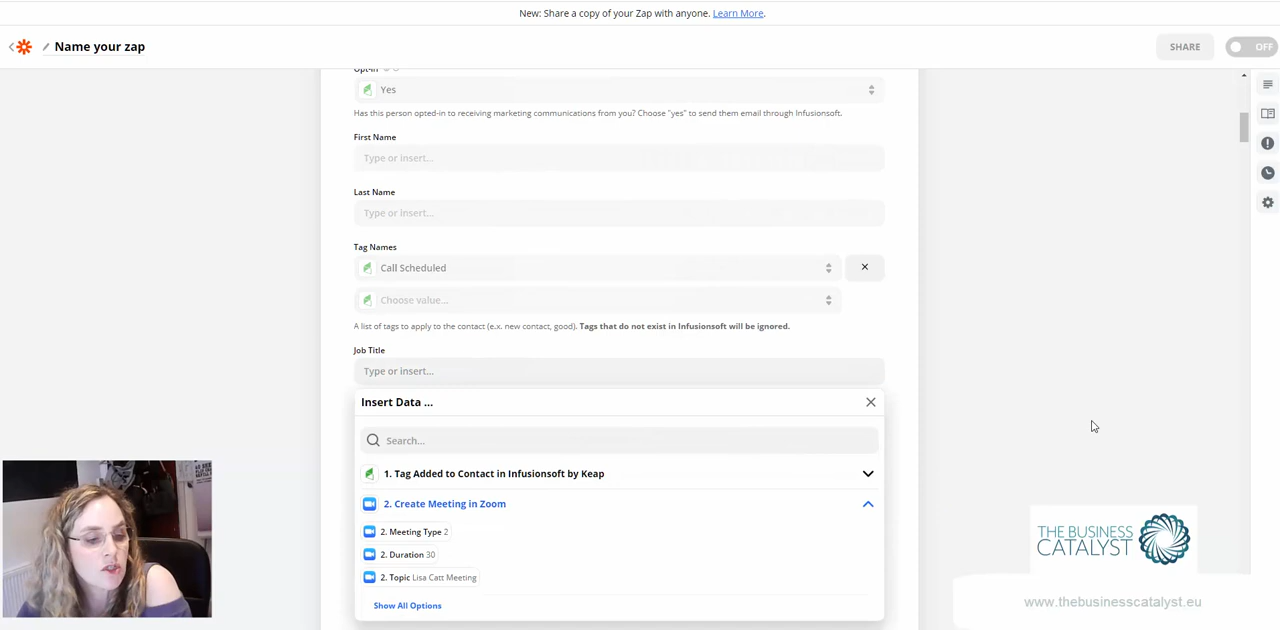 New: Share a copy of your Zap with anyone. Learn More.
Name your zap
SHARE
OFF
Opt-in
Yes
Has this person opted-in to receiving marketing communications from you? Choose "yes" to send them email through Infusionsoft.
First Name
Type or insert...
Last Name
Type or insert...
Tag Names
Call Scheduled
Choose value...
A list of tags to apply to the contact (e.x. new contact, good). Tags that do not exist in Infusionsoft will be ignored.
Job Title
Type or insert...
Insert Data ...
Search...
1. Tag Added to Contact in Infusionsoft by Keap
2. Create Meeting in Zoom
2. Meeting Type 2
2. Duration 30
2. Topic Lisa Catt Meeting
Show All Options
THE BUSINESS
CATALYST
www.thebusinesscatalyst.eu